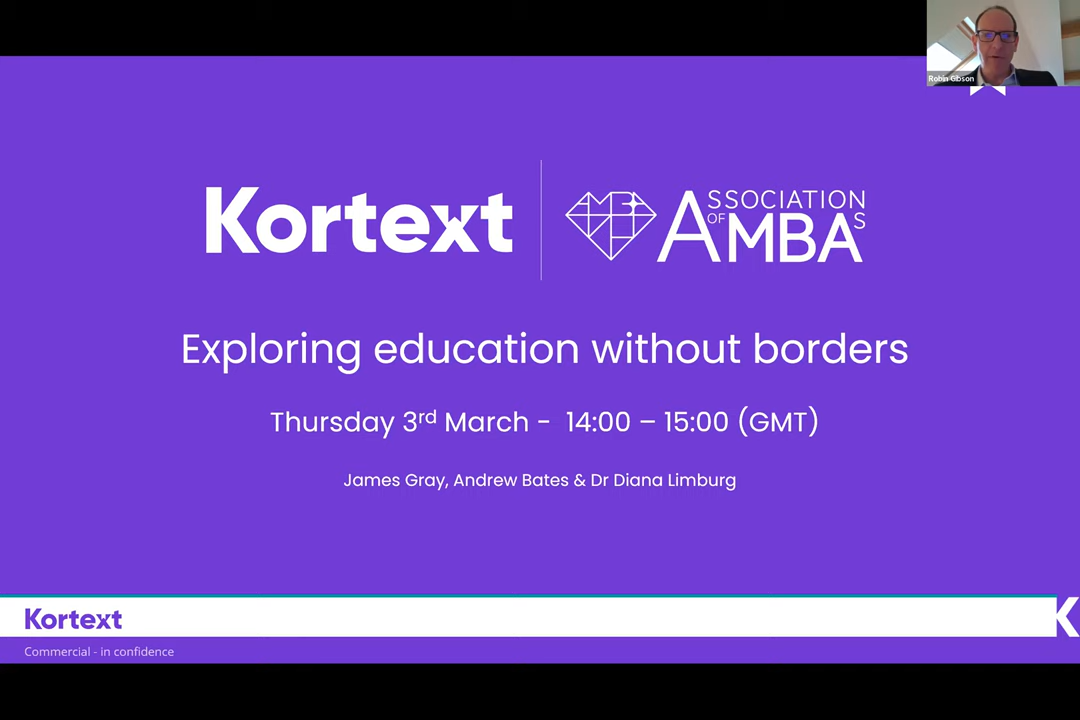 Robin Gibson
Kortext
ASSOCIATION
OF
MBAs
Exploring education without borders
Thursday 3rd March - 14:00 – 15:00 (GMT)
James Gray, Andrew Bates & Dr Diana Limburg
Kortext
K
Commercial - in confidence